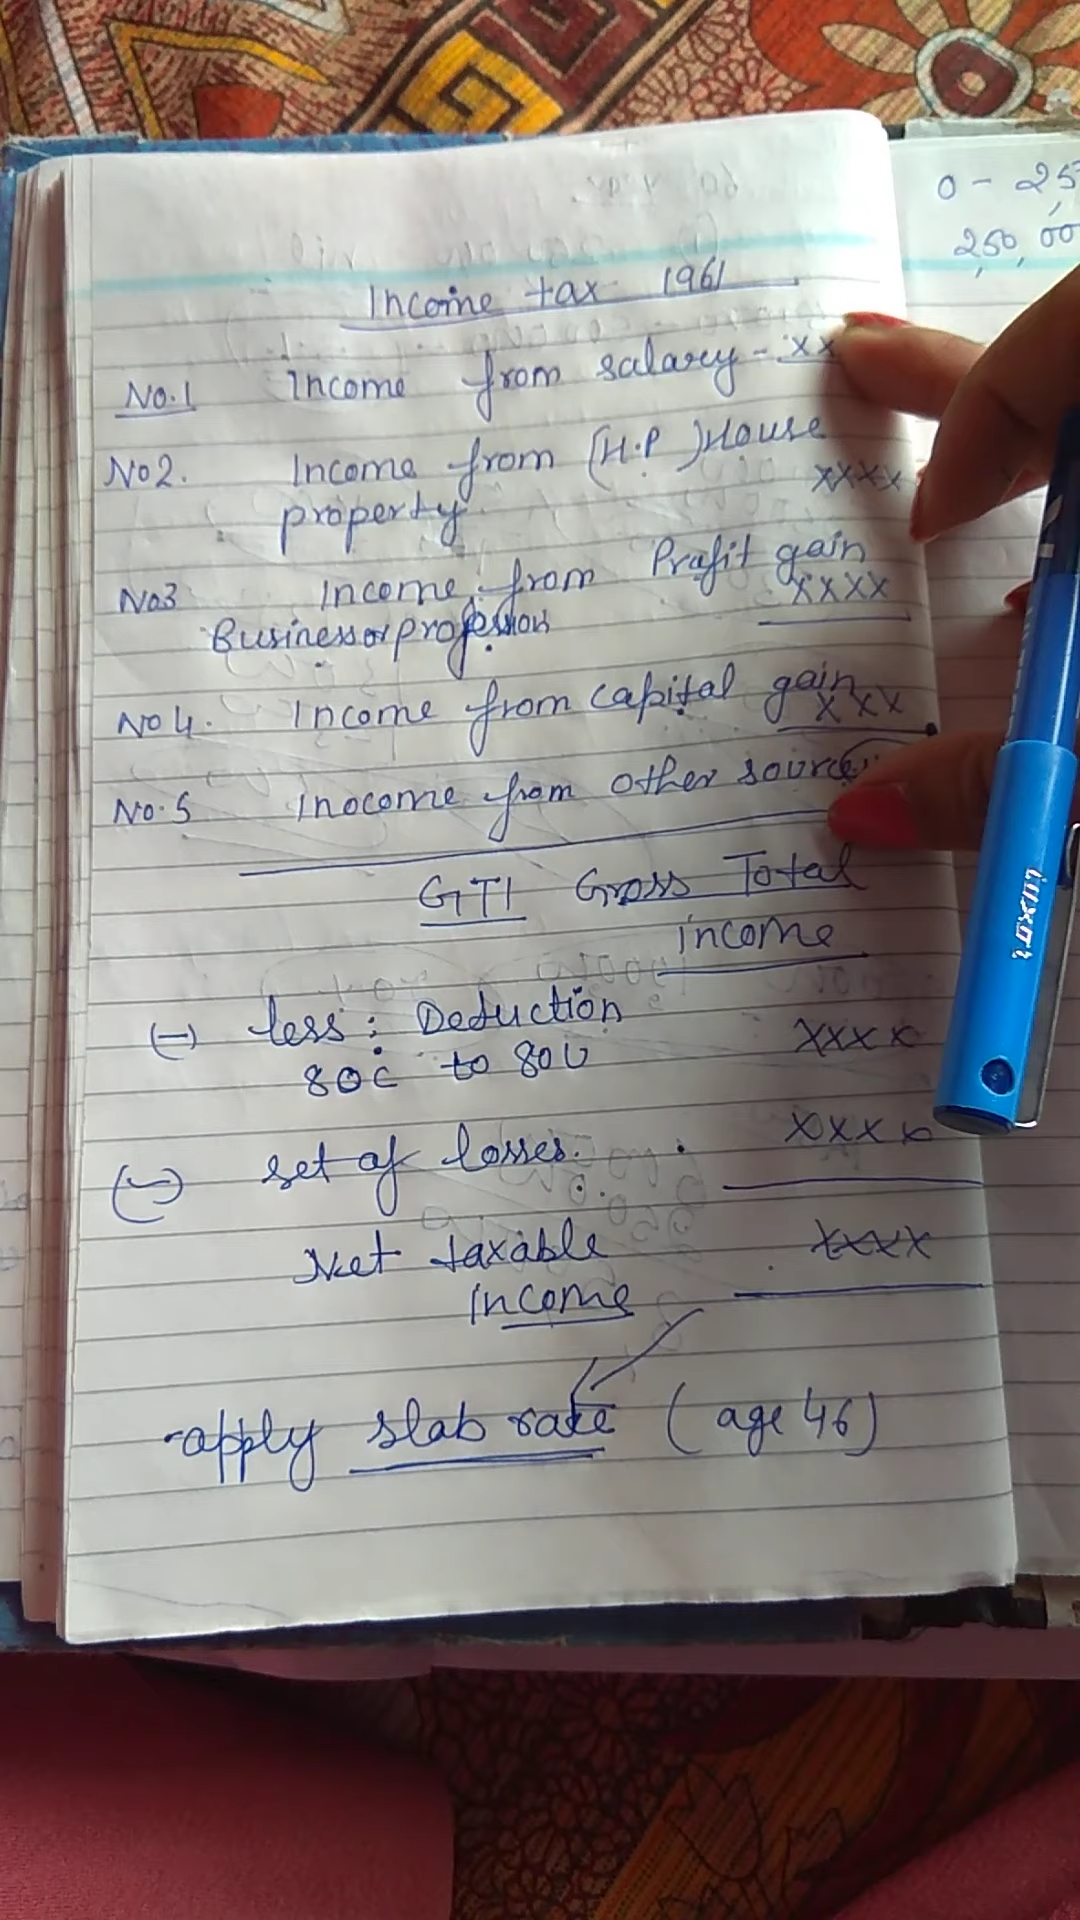 Income tax 1961
No.1 Income from salary - xx
No2. Income from (H.P) House
property xxxx
No3 Income from Profit gain
Business or profession xxxx
No 4. Income from capital gain
xxx
No.5 Inocome from other source
GTI Gross Total
income
(-) less: Deduction
80C to 80U xxxx
(-) set of losses. xxxx
Net taxable xxxx
income
apply slab rate (age 46)
0 - 25
250,00
LUXOR